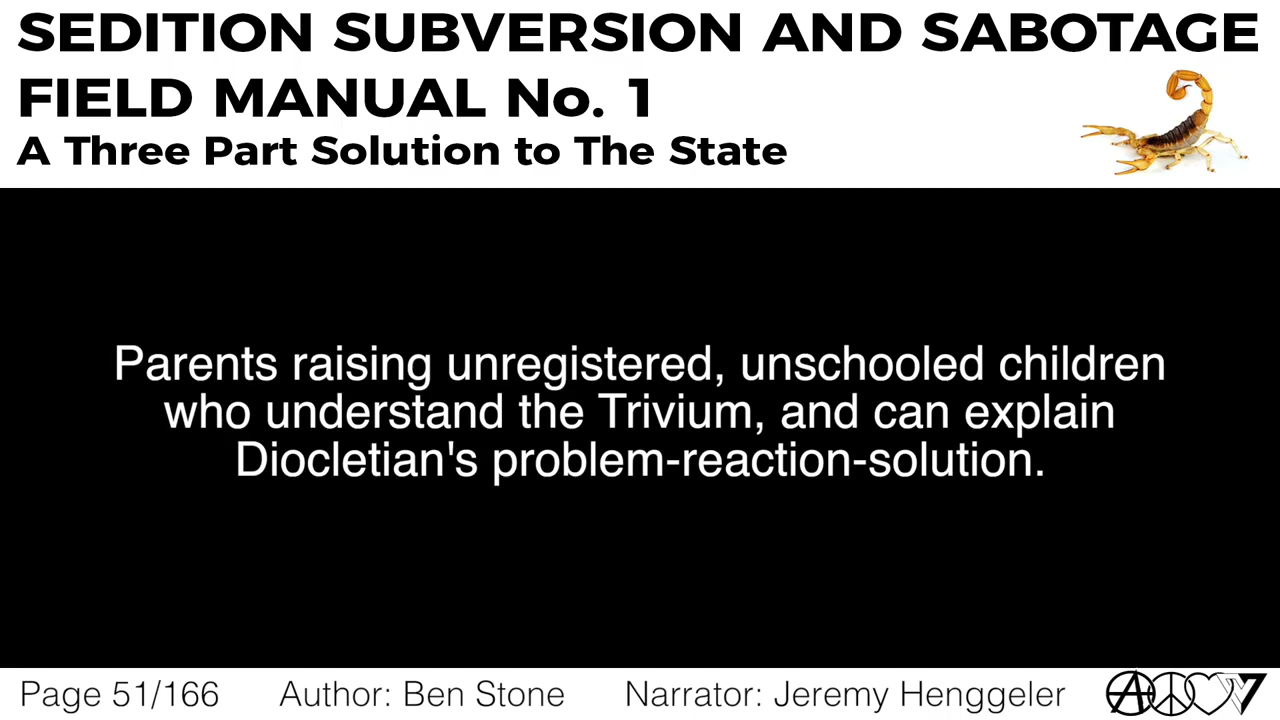 SEDITION SUBVERSION AND SABOTAGE
FIELD MANUAL No. 1
A Three Part Solution to The State
Parents raising unregistered, unschooled children
who understand the Trivium, and can explain
Diocletian's problem-reaction-solution.
Page 51/166 Author: Ben Stone Narrator: Jeremy Henggeler